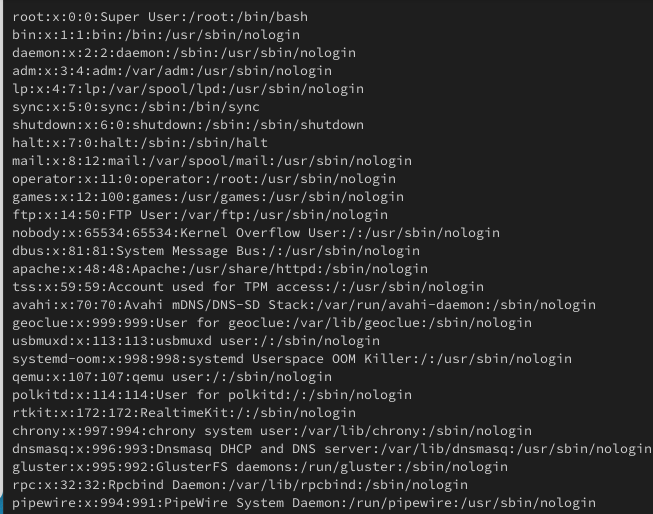 root:x:0:0:Super User:/root:/bin/bash
bin:x:1:1:bin:/bin:/usr/sbin/nologin
daemon:x:2:2:daemon:/sbin:/usr/sbin/nologin
adm:x:3:4:adm:/var/adm:/usr/sbin/nologin
lp:x:4:7:lp:/var/spool/lpd:/usr/sbin/nologin
sync:x:5:0:sync:/sbin:/bin/sync
shutdown:x:6:0:shutdown:/sbin:/sbin/shutdown
halt:x:7:0:halt:/sbin:/sbin/halt
mail:x:8:12:mail:/var/spool/mail:/usr/sbin/nologin
operator:x:11:0:operator:/root:/usr/sbin/nologin
games:x:12:100:games:/usr/games:/usr/sbin/nologin
ftp:x:14:50:FTP User:/var/ftp:/usr/sbin/nologin
nobody:x:65534:65534:Kernel Overflow User:/:/usr/sbin/nologin
dbus:x:81:81:System Message Bus:/:/usr/sbin/nologin
apache:x:48:48:Apache:/usr/share/httpd:/sbin/nologin
tss:x:59:59:Account used for TPM access:/:/usr/sbin/nologin
avahi:x:70:70:Avahi mDNS/DNS-SD Stack:/var/run/avahi-daemon:/sbin/nologin
geoclue:x:999:999:User for geoclue:/var/lib/geoclue:/sbin/nologin
usbmuxd:x:113:113:usbmuxd user:/:/sbin/nologin
systemd-oom:x:998:998:systemd Userspace OOM Killer:/:/usr/sbin/nologin
qemu:x:107:107:qemu user:/:/sbin/nologin
polkitd:x:114:114:User for polkitd:/:/sbin/nologin
rtkit:x:172:172:RealtimeKit:/:/sbin/nologin
chrony:x:997:994:chrony system user:/var/lib/chrony:/sbin/nologin
dnsmasq:x:996:993:Dnsmasq DHCP and DNS server:/var/lib/dnsmasq:/usr/sbin/nologin
gluster:x:995:992:GlusterFS daemons:/run/gluster:/sbin/nologin
rpc:x:32:32:Rpcbind Daemon:/var/lib/rpcbind:/sbin/nologin
pipewire:x:994:991:PipeWire System Daemon:/run/pipewire:/usr/sbin/nologin